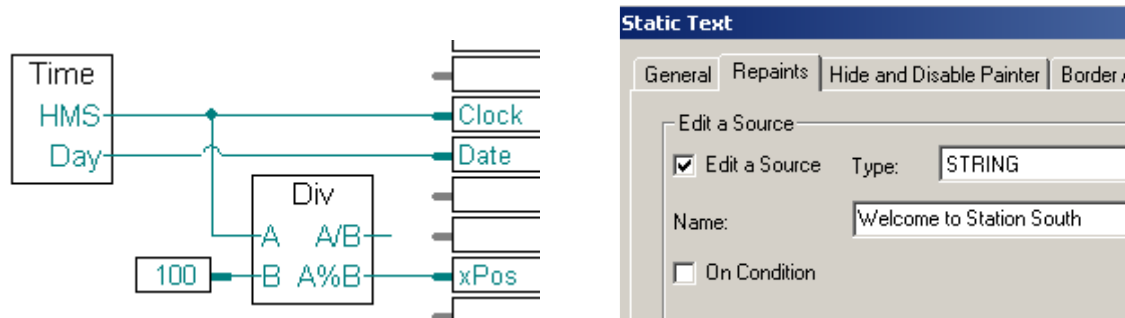 Time
HMS
Day
Clock
Date
Div
A A/B
100
B A%B
xPos
Static Text
General Repaints Hide and Disable Painter Border
Edit a Source
Edit a Source Type: STRING
Name: Welcome to Station South
On Condition